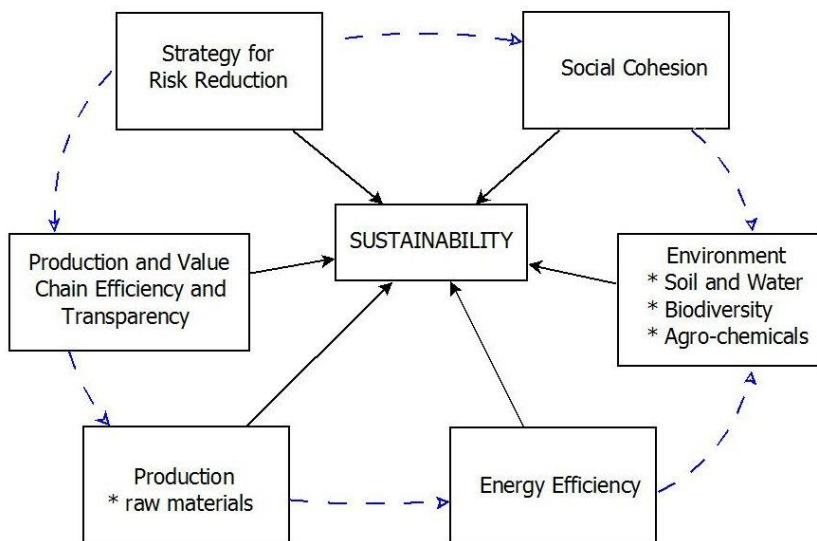 Strategy for
Risk Reduction
Social Cohesion
SUSTAINABILITY
Production and Value
Chain Efficiency and
Transparency
Environment
* Soil and Water
* Biodiversity
* Agro-chemicals
Production
* raw materials
Energy Efficiency